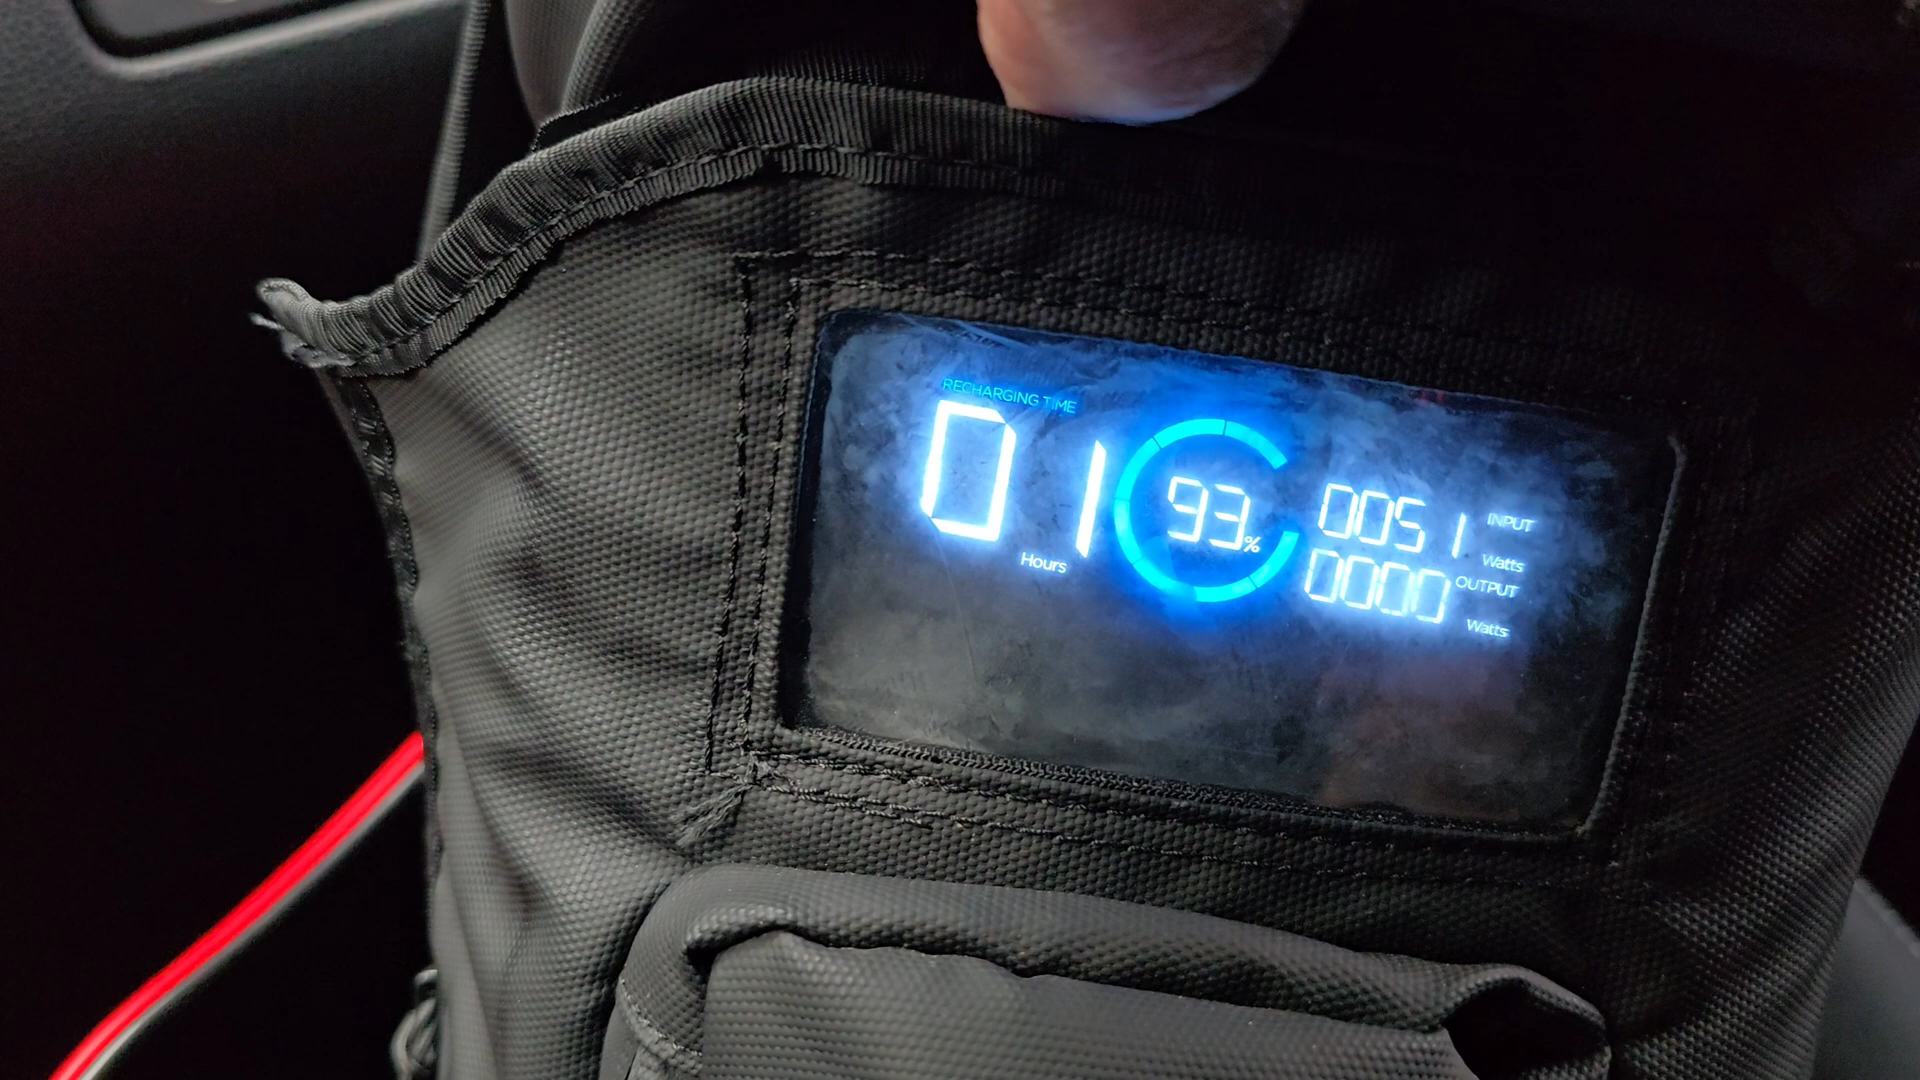 RECHARGING TIME
01
Hours
93%
0051 INPUT
Watts
0000 OUTPUT
Watts